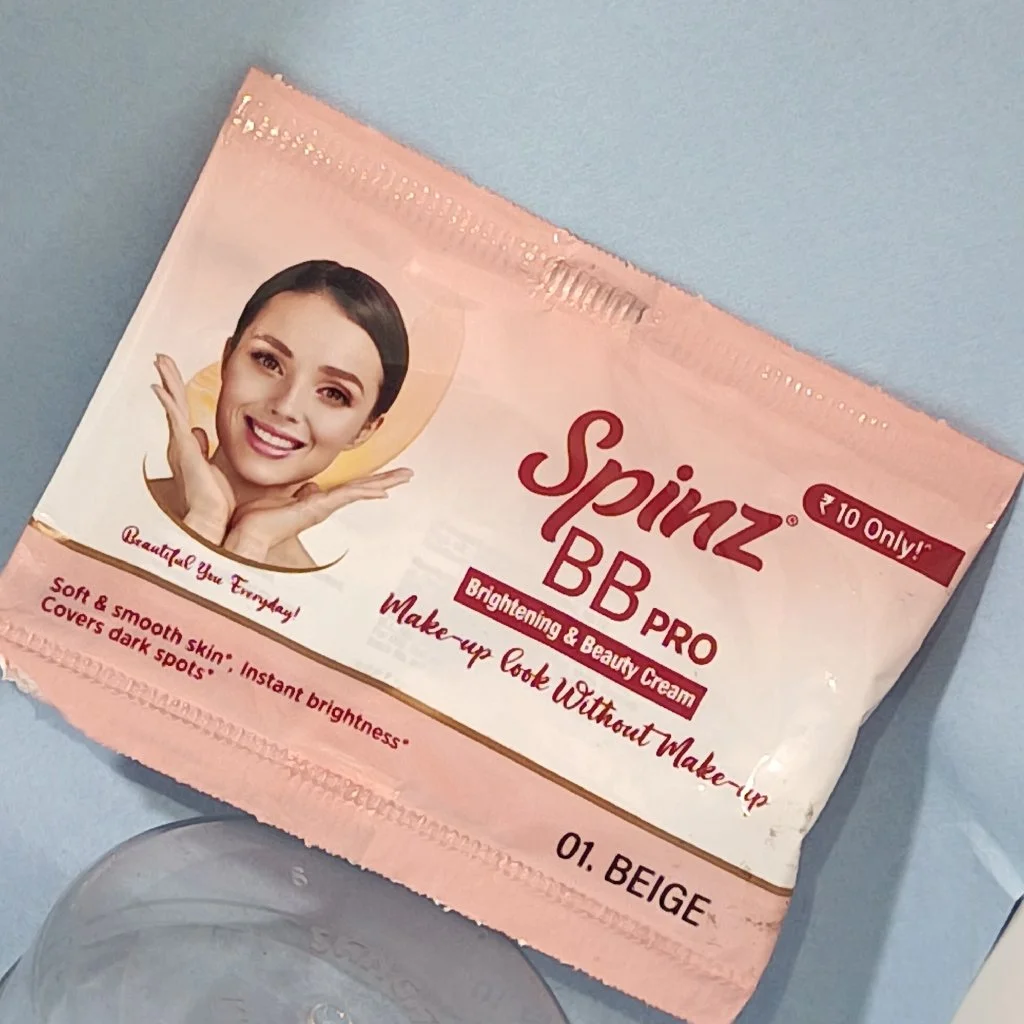 Spinz®
₹10 Only!^
BB PRO
Brightening & Beauty Cream
Make-up look Without Make-up
Beautiful You Everyday!
Soft & smooth skin*, Instant brightness*
Covers dark spots*
01. BEIGE